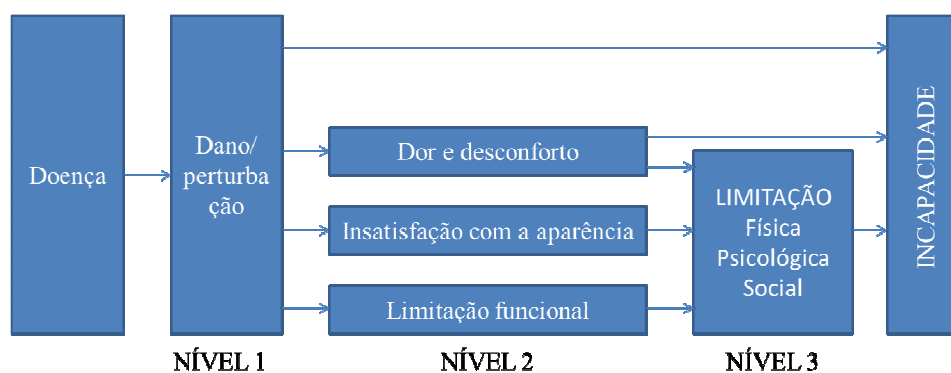 Doença
Dano/
perturba
ção
Dor e desconforto
Insatisfação com a aparência
Limitação funcional
LIMITAÇÃO
Física
Psicológica
Social
INCAPACIDADE
NÍVEL 1
NÍVEL 2
NÍVEL 3